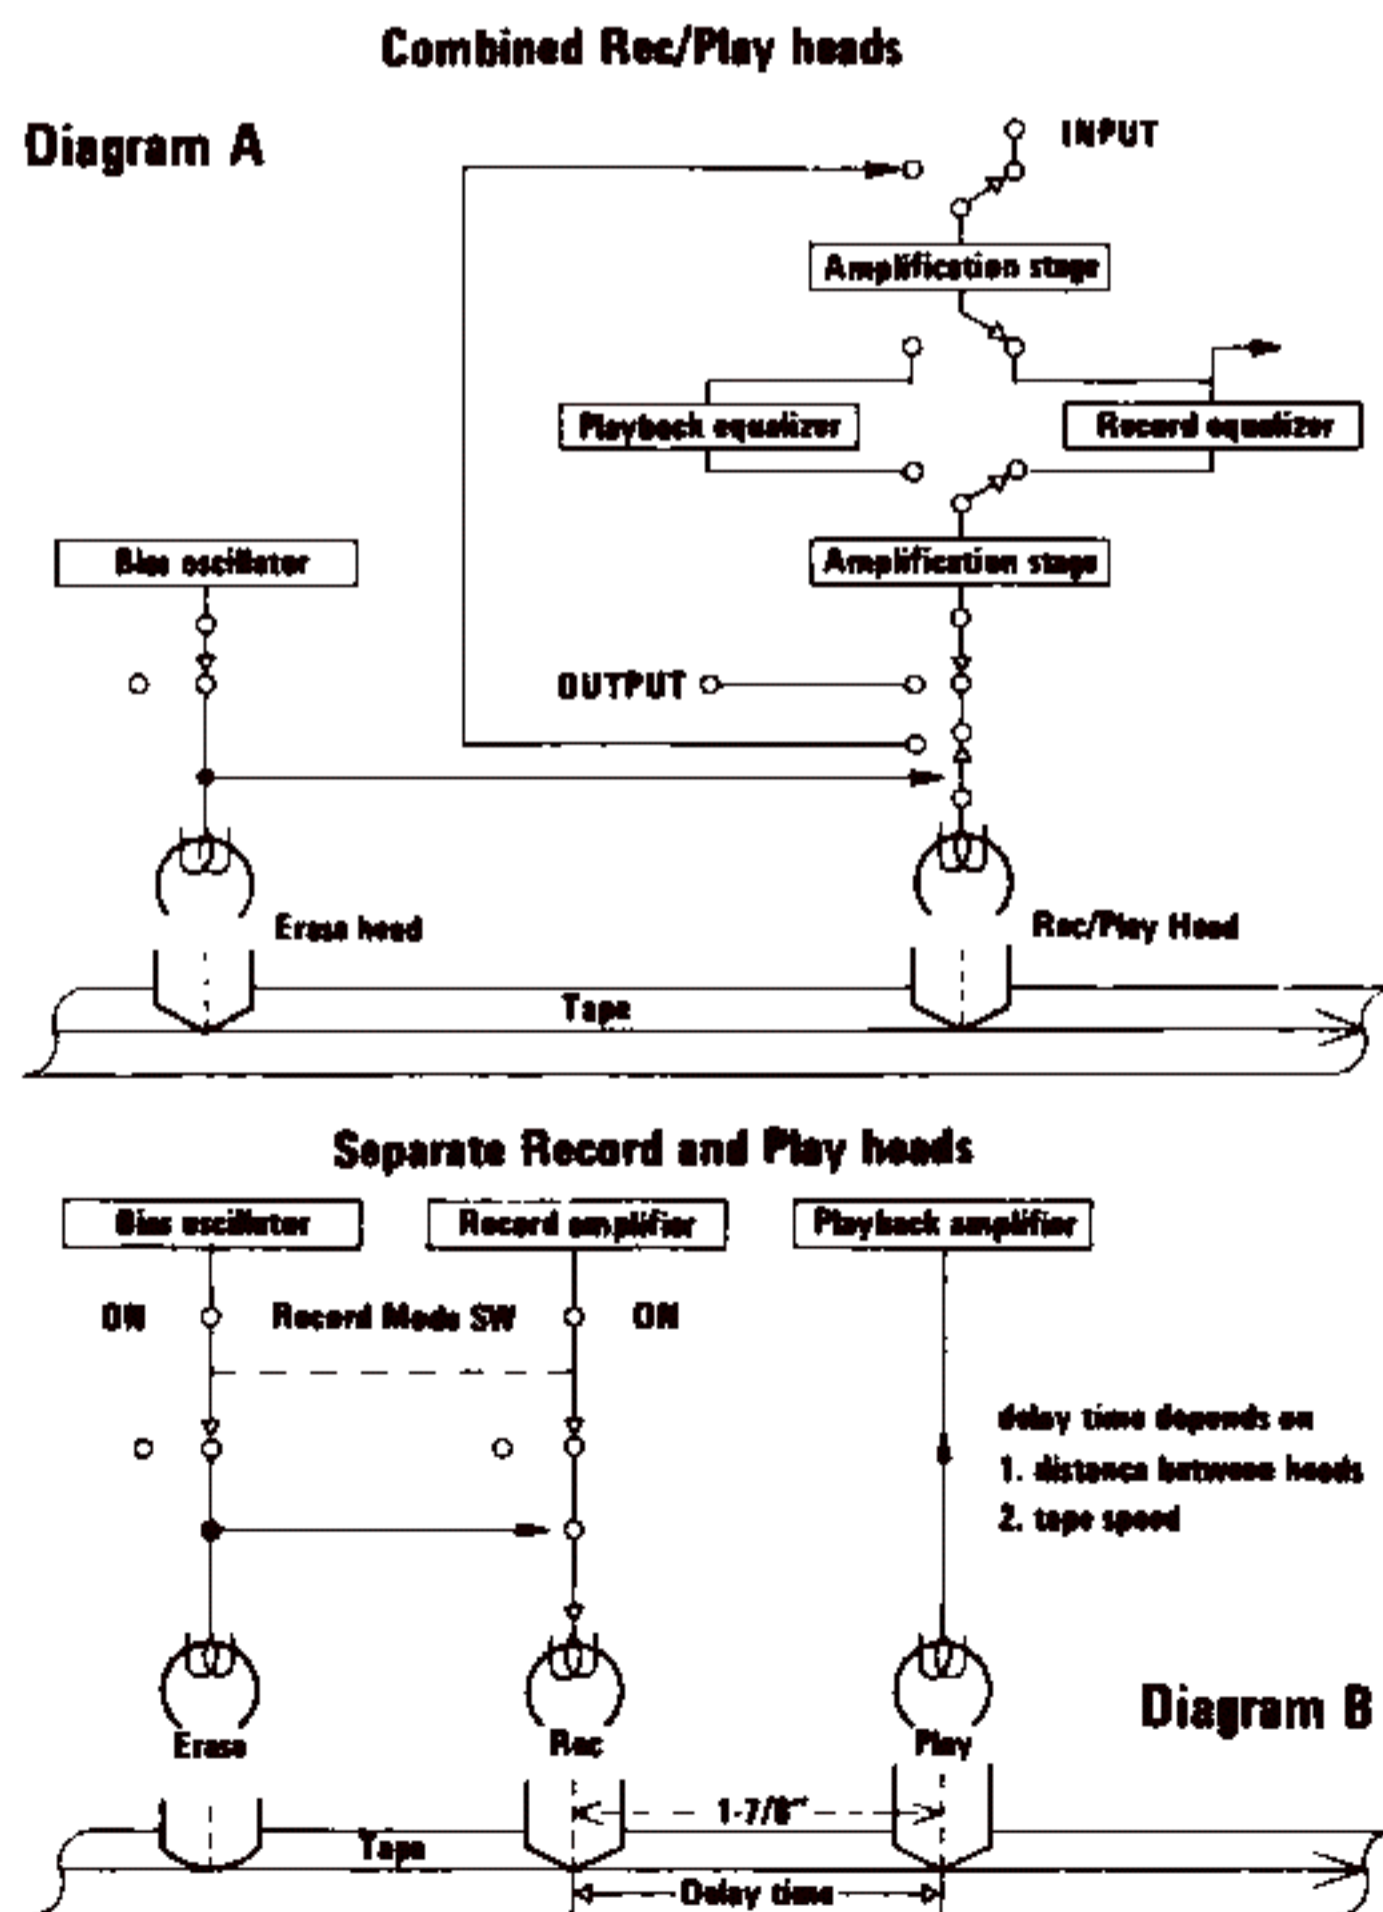 Combined Rec/Play heads
Diagram A
INPUT
Amplification stage
Playback equalizer
Record equalizer
Bias oscillator
Amplification stage
OUTPUT
Erase head
Rec/Play Head
Tape
Separate Record and Play heads
Bias oscillator
Record amplifier
Playback amplifier
ON
Record Mode SW
ON
delay time depends on
1. distance between heads
2. tape speed
Diagram B
Erase
Rec
Play
1-7/8"
Tape
Delay time